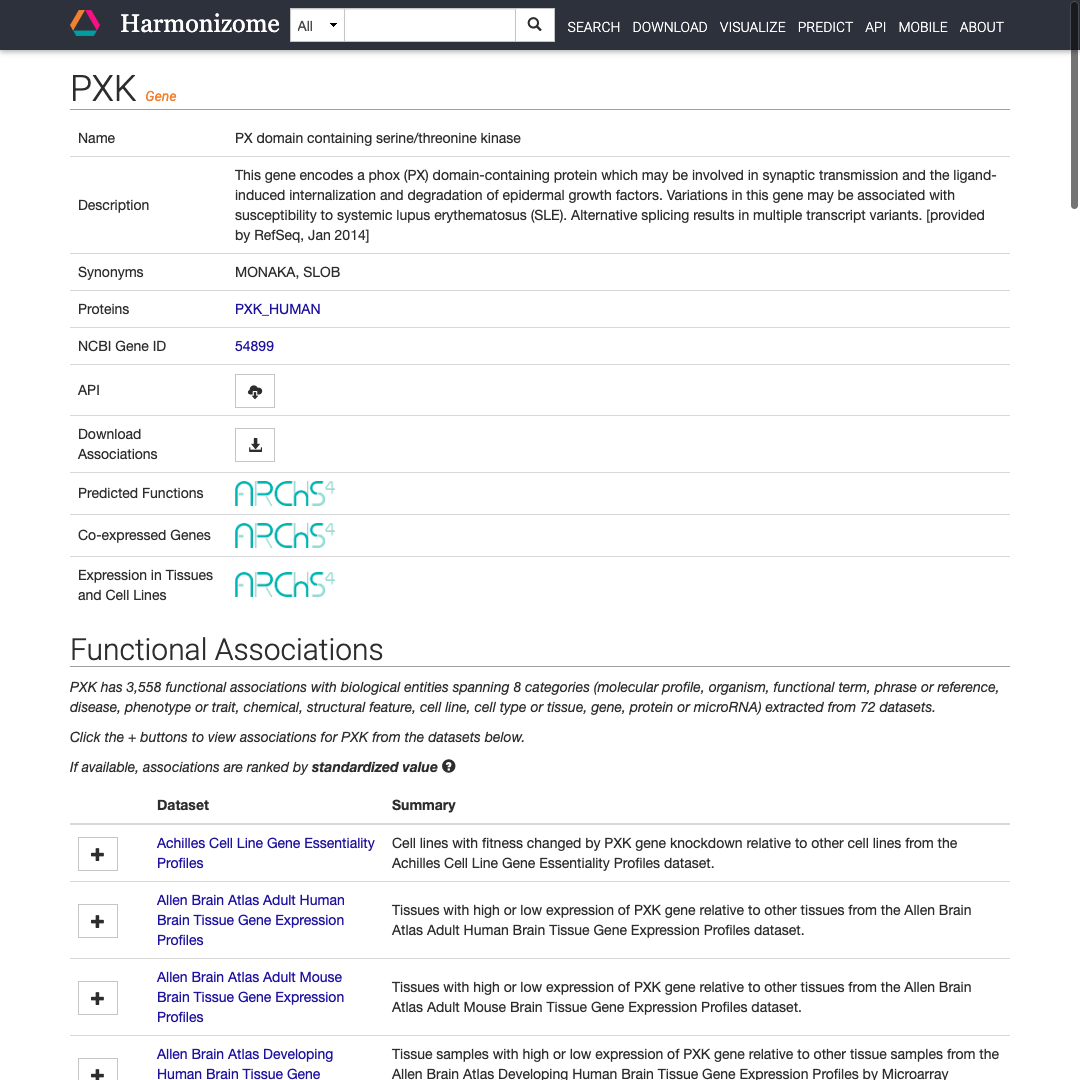 Harmonizome
All
SEARCH DOWNLOAD VISUALIZE PREDICT API MOBILE ABOUT
PXK Gene
Name
PX domain containing serine/threonine kinase
Description
This gene encodes a phox (PX) domain-containing protein which may be involved in synaptic transmission and the ligand-
induced internalization and degradation of epidermal growth factors. Variations in this gene may be associated with
susceptibility to systemic lupus erythematosus (SLE). Alternative splicing results in multiple transcript variants. [provided
by RefSeq, Jan 2014]
Synonyms
MONAKA, SLOB
Proteins
PXK_HUMAN
NCBI Gene ID
54899
API
Download
Associations
Predicted Functions
ARCHS4
Co-expressed Genes
ARCHS4
Expression in Tissues
and Cell Lines
ARCHS4
Functional Associations
PXK has 3,558 functional associations with biological entities spanning 8 categories (molecular profile, organism, functional term, phrase or reference,
disease, phenotype or trait, chemical, structural feature, cell line, cell type or tissue, gene, protein or microRNA) extracted from 72 datasets.
Click the + buttons to view associations for PXK from the datasets below.
If available, associations are ranked by standardized value
Dataset
Summary
Achilles Cell Line Gene Essentiality
Profiles
Cell lines with fitness changed by PXK gene knockdown relative to other cell lines from the
Achilles Cell Line Gene Essentiality Profiles dataset.
Allen Brain Atlas Adult Human
Brain Tissue Gene Expression
Profiles
Tissues with high or low expression of PXK gene relative to other tissues from the Allen Brain
Atlas Adult Human Brain Tissue Gene Expression Profiles dataset.
Allen Brain Atlas Adult Mouse
Brain Tissue Gene Expression
Profiles
Tissues with high or low expression of PXK gene relative to other tissues from the Allen Brain
Atlas Adult Mouse Brain Tissue Gene Expression Profiles dataset.
Allen Brain Atlas Developing
Human Brain Tissue Gene
Tissue samples with high or low expression of PXK gene relative to other tissue samples from the
Allen Brain Atlas Developing Human Brain Tissue Gene Expression Profiles by Microarray